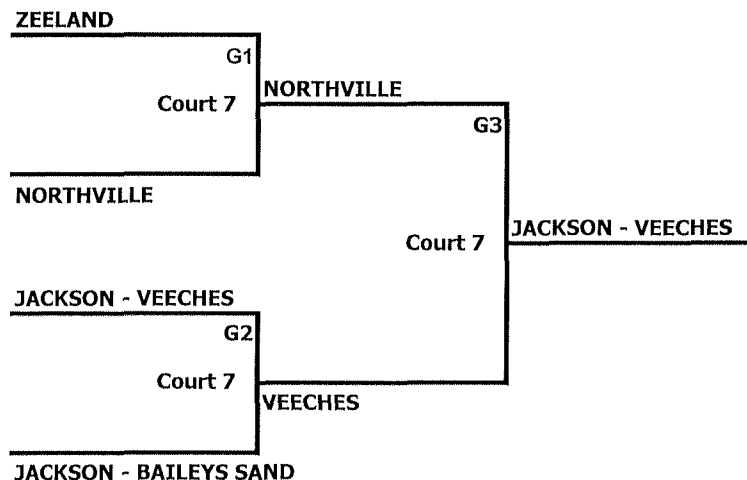 ZEELAND
G1
Court 7
NORTHVILLE
G3
NORTHVILLE
Court 7
JACKSON - VEECHES
JACKSON - VEECHES
G2
Court 7
VEECHES
JACKSON - BAILEYS SAND